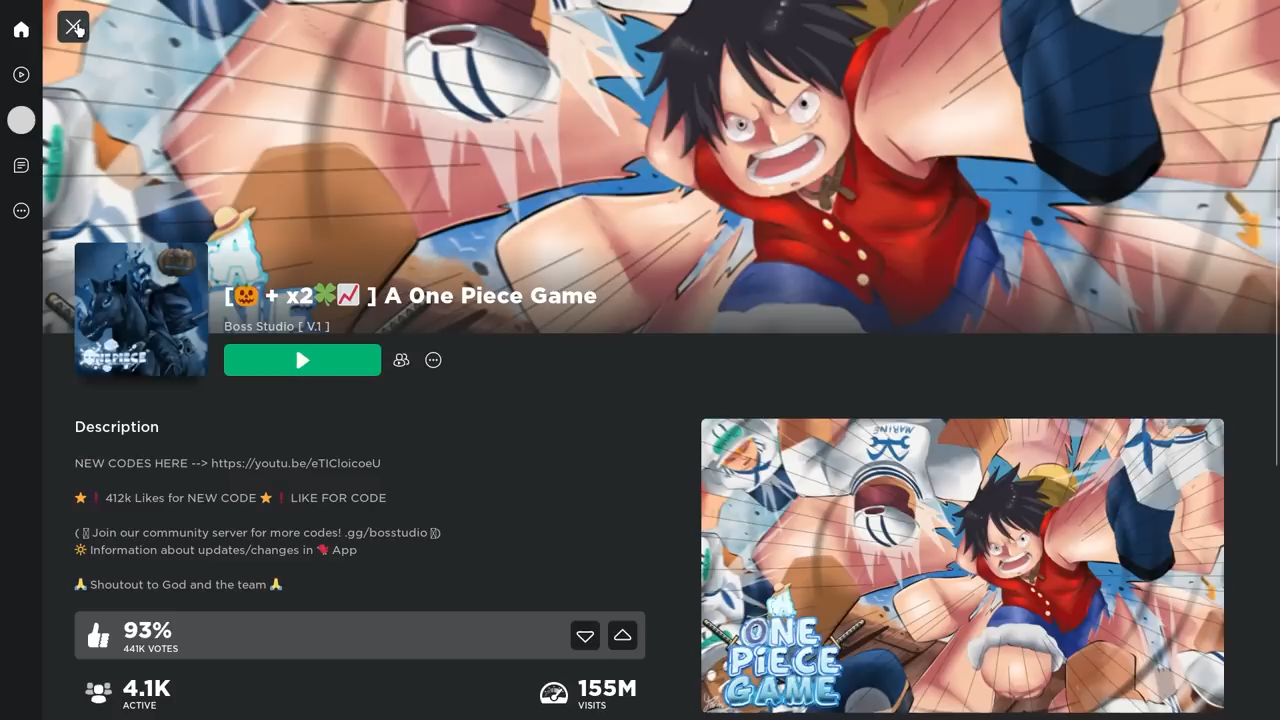 [🎃 + x2🍀📈 ] A One Piece Game
Boss Studio [ V.1 ]
Description
NEW CODES HERE --> https://youtu.be/eTICloicoeU
⭐❗ 412k Likes for NEW CODE ⭐❗ LIKE FOR CODE
( Join our community server for more codes! .gg/bosstudio )
🔆 Information about updates/changes in App
🙏 Shoutout to God and the team 🙏
93%
441K VOTES
4.1K
ACTIVE
155M
VISITS
MARINE
A
ONE
PIECE
GAME
A
ONE PIECE